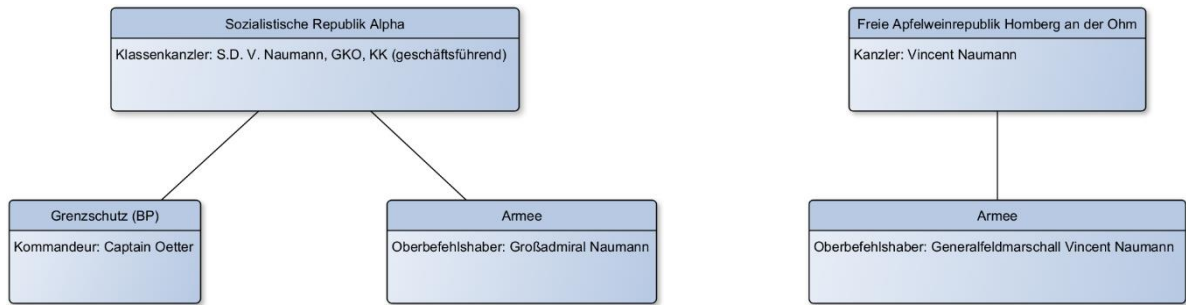 Sozialistische Republik Alpha
Klassenkanzler: S.D. V. Naumann, GKO, KK (geschäftsführend)
Freie Apfelweinrepublik Homberg an der Ohm
Kanzler: Vincent Naumann
Grenzschutz (BP)
Kommandeur: Captain Oetter
Armee
Oberbefehlshaber: Großadmiral Naumann
Armee
Oberbefehlshaber: Generalfeldmarschall Vincent Naumann